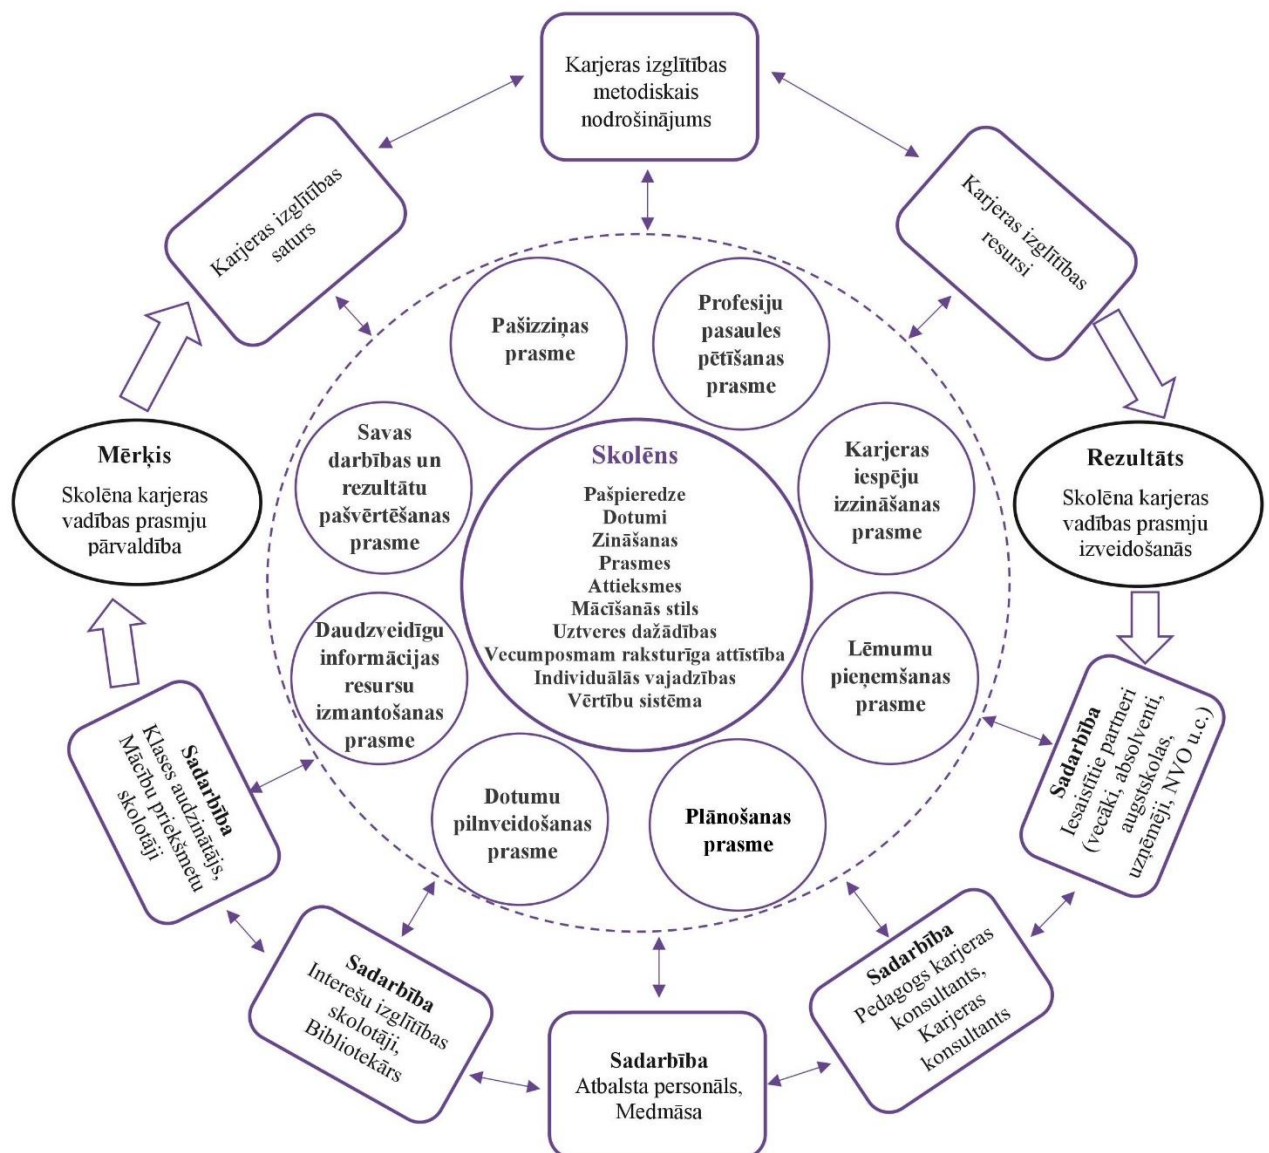 Karjeras izglītības
metodiskais
nodrošinājums
Karjeras izglītības
saturs
Karjeras izglītības
resursi
Pašizziņas
prasme
Profesiju
pasaules
pētīšanas
prasme
Mērķis
Skolēna karjeras
vadības prasmju
pārvaldība
Savas
darbības un
rezultātu
pašvērtēšanas
prasme
Skolēns
Pašpieredze
Dotumi
Zināšanas
Prasmes
Attieksmes
Mācīšanās stils
Uztveres dažādības
Vecumposmam raksturīga attīstība
Individuālās vajadzības
Vērtību sistēma
Karjeras
iespēju
izzināšanas
prasme
Rezultāts
Skolēna karjeras
vadības prasmju
izveidošanās
Daudzveidīgu
informācijas
resursu
izmantošanas
prasme
Lēmumu
pieņemšanas
prasme
Dotumu
pilnveidošanas
prasme
Plānošanas
prasme
Sadarbība
Klases audzinātājs,
Mācību priekšmetu
skolotāji
Sadarbība
Iesaistītie partneri
(vecāki, absolventi,
augstskolas,
uzņēmēji, NVO u.c.)
Sadarbība
Interešu izglītības
skolotāji,
Bibliotekārs
Sadarbība
Pedagogs karjeras
konsultants,
Karjeras
konsultants
Sadarbība
Atbalsta personāls,
Medmāsa